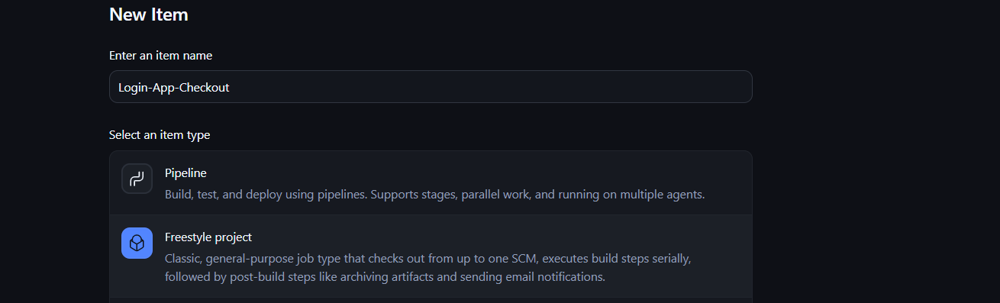 New Item
Enter an item name
Login-App-Checkout
Select an item type
Pipeline
Build, test, and deploy using pipelines. Supports stages, parallel work, and running on multiple agents.
Freestyle project
Classic, general-purpose job type that checks out from up to one SCM, executes build steps serially,
followed by post-build steps like archiving artifacts and sending email notifications.